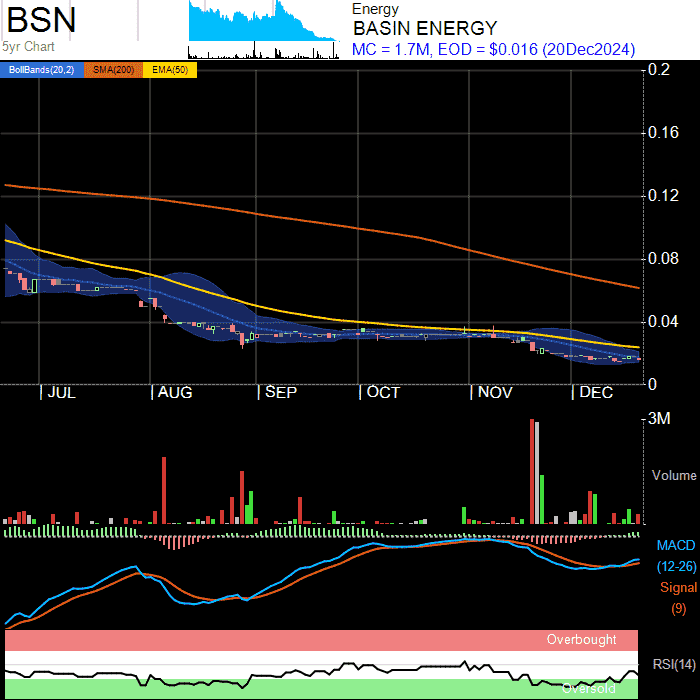 BSN
5yr Chart
Energy
BASIN ENERGY
MC = 1.7M, EOD = $0.016 (20Dec2024)
BollBands(20,2) SMA(200) EMA(50)
0.2
0.16
0.12
0.08
0.04
0
JUL AUG SEP OCT NOV DEC
3M
Volume
MACD
(12-26)
Signal
(9)
Overbought
RSI(14)
Oversold